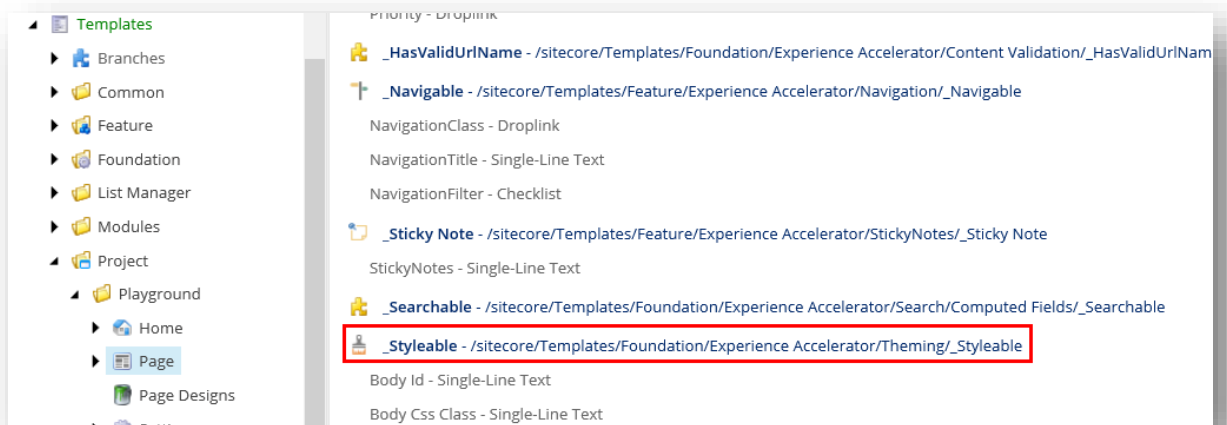 Templates
Branches
Common
Feature
Foundation
List Manager
Modules
Project
Playground
Home
Page
Page Designs
Priority - Droplink
_HasValidUrlName - /sitecore/Templates/Foundation/Experience Accelerator/Content Validation/_HasValidUrlNam
_Navigable - /sitecore/Templates/Feature/Experience Accelerator/Navigation/_Navigable
NavigationClass - Droplink
NavigationTitle - Single-Line Text
NavigationFilter - Checklist
_Sticky Note - /sitecore/Templates/Feature/Experience Accelerator/StickyNotes/_Sticky Note
StickyNotes - Single-Line Text
_Searchable - /sitecore/Templates/Foundation/Experience Accelerator/Search/Computed Fields/_Searchable
_Styleable - /sitecore/Templates/Foundation/Experience Accelerator/Theming/_Styleable
Body Id - Single-Line Text
Body Css Class - Single-Line Text